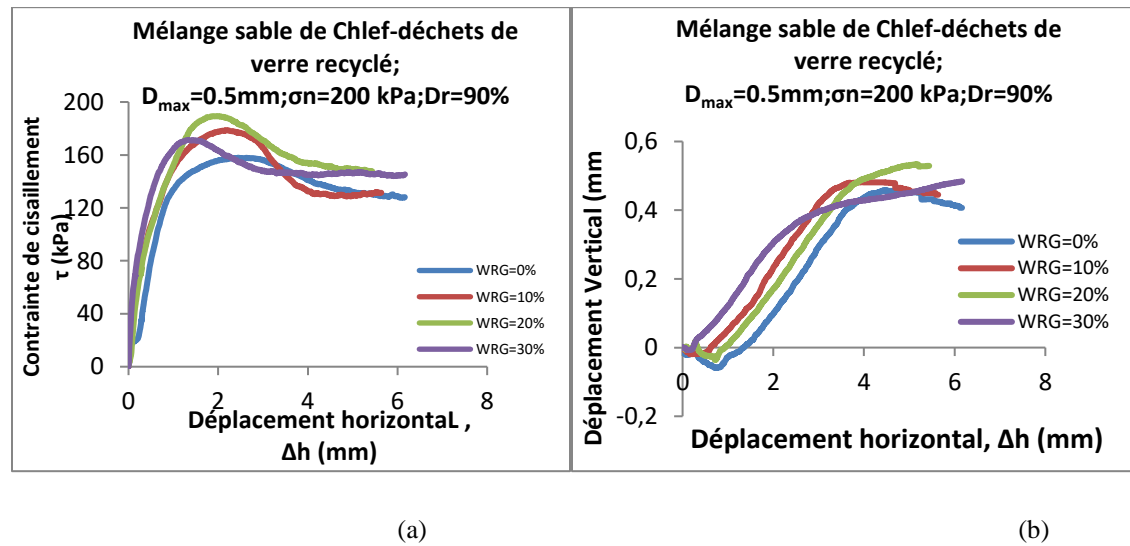 Mélange sable de Chlef-déchets de
verre recyclé;
Dmax=0.5mm;σn=200 kPa;Dr=90%
Contrainte de cisaillement
τ (kPa)
200
160
120
80
40
0
0 2 4 6 8
WRG=0%
WRG=10%
WRG=20%
WRG=30%
Déplacement horizontaL ,
Δh (mm)
Mélange sable de Chlef-déchets de
verre recyclé;
Dmax=0.5mm;σn=200 kPa;Dr=90%
Déplacement Vertical (mm
0,6
0,4
0,2
0
-0,2
0 2 4 6 8
WRG=0%
WRG=10%
WRG=20%
WRG=30%
Déplacement horizontal, Δh (mm)
(a) (b)